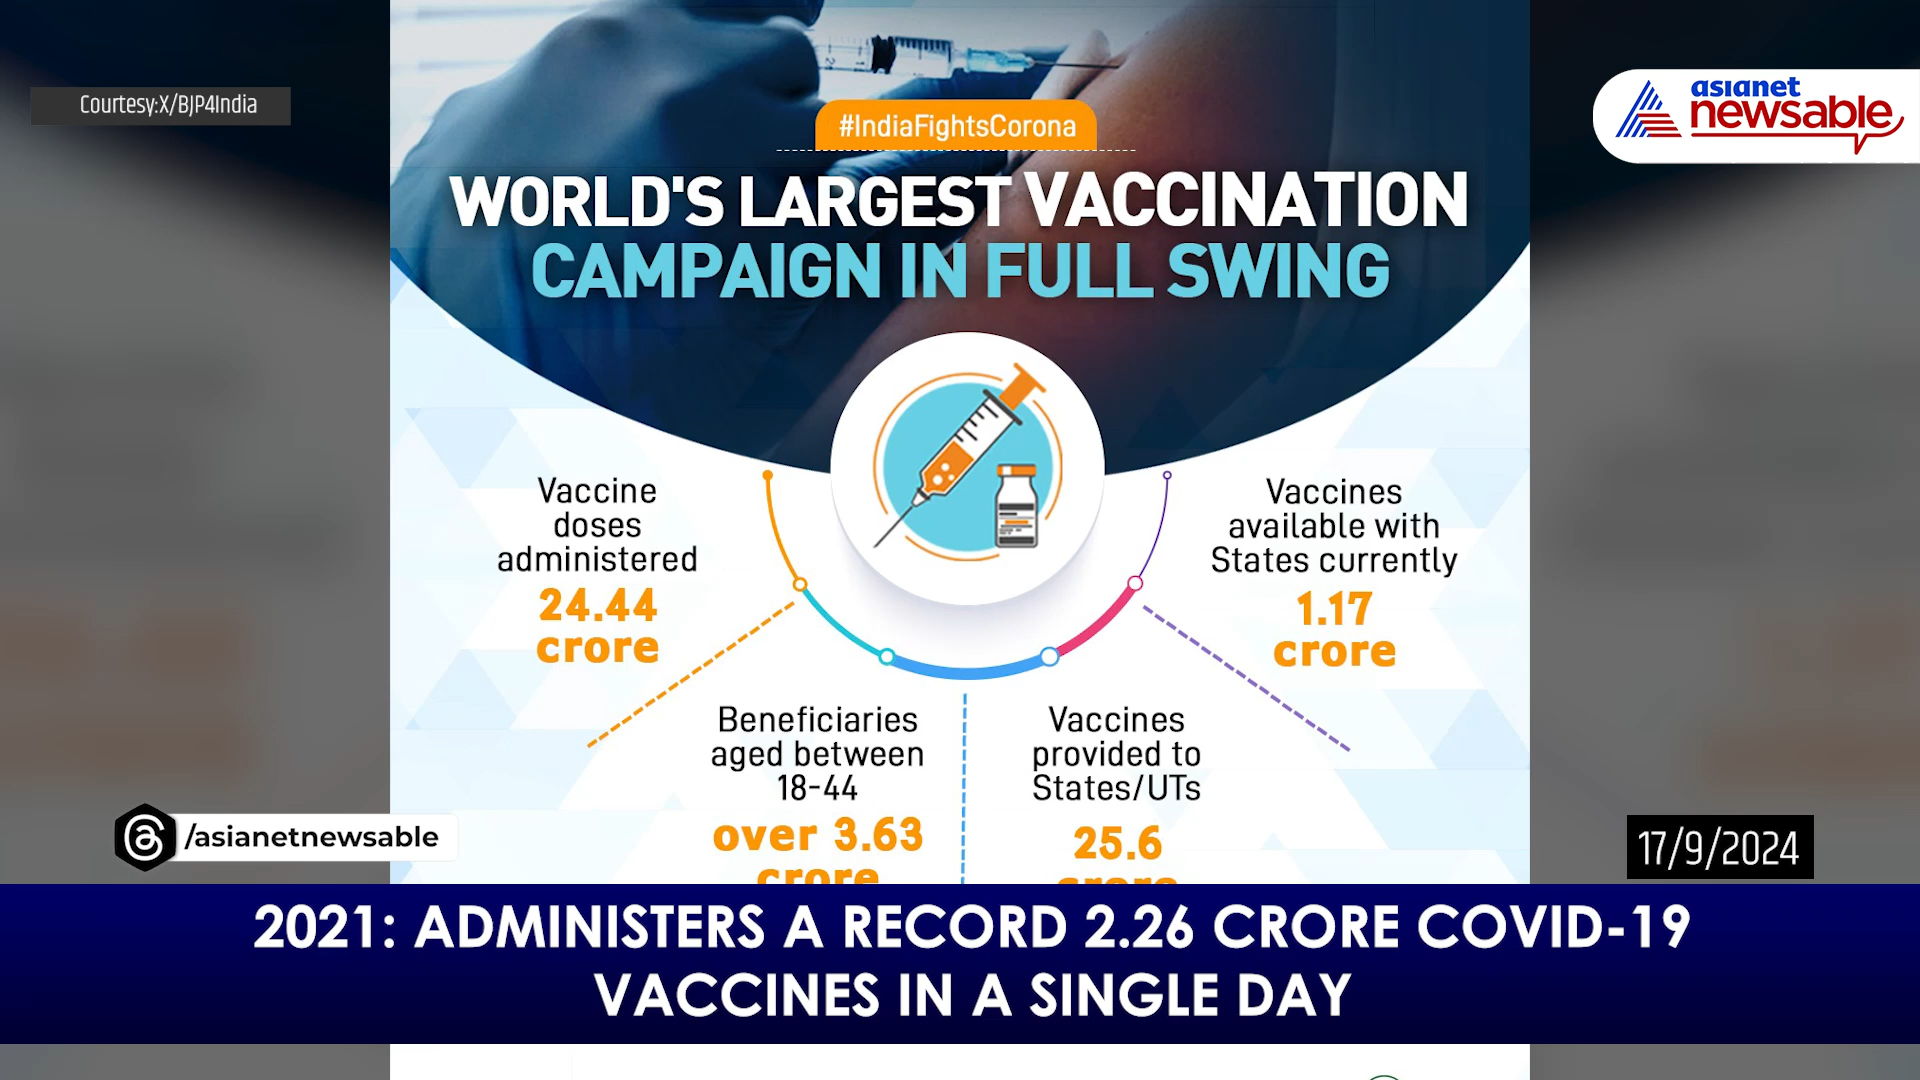 Courtesy:X/BJP4India
asianet
newsable
#IndiaFightsCorona
WORLD'S LARGEST VACCINATION
CAMPAIGN IN FULL SWING
Vaccine
doses
administered
24.44
crore
Vaccines
available with
States currently
1.17
crore
Beneficiaries
aged between
18-44
over 3.63
crore
Vaccines
provided to
States/UTs
25.6
crore
/asianetnewsable
17/9/2024
2021: ADMINISTERS A RECORD 2.26 CRORE COVID-19
VACCINES IN A SINGLE DAY